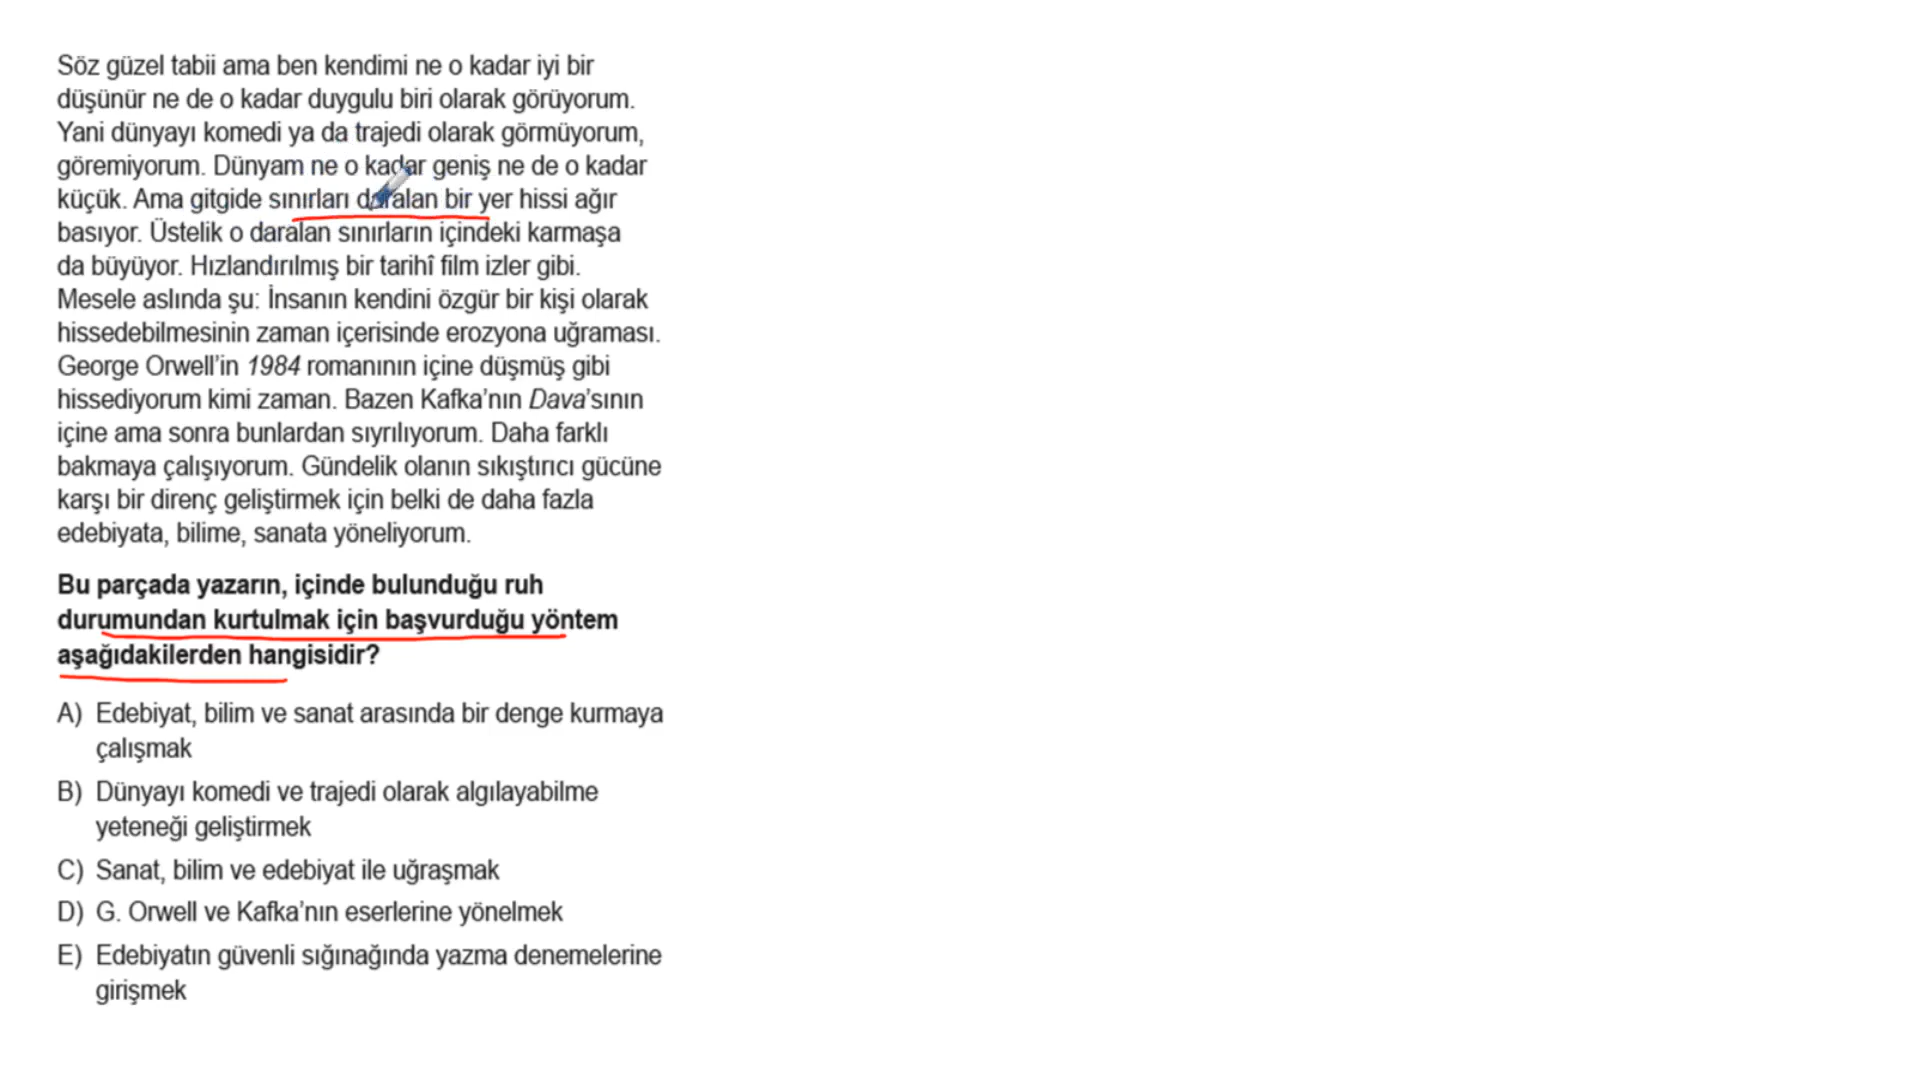 Söz güzel tabii ama ben kendimi ne o kadar iyi bir
düşünür ne de o kadar duygulu biri olarak görüyorum.
Yani dünyayı komedi ya da trajedi olarak görmüyorum,
göremiyorum. Dünyam ne o kadar geniş ne de o kadar
küçük. Ama gitgide sınırları daralan bir yer hissi ağır
basıyor. Üstelik o daralan sınırların içindeki karmaşa
da büyüyor. Hızlandırılmış bir tarihî film izler gibi.
Mesele aslında şu: İnsanın kendini özgür bir kişi olarak
hissedebilmesinin zaman içerisinde erozyona uğraması.
George Orwell'in 1984 romanının içine düşmüş gibi
hissediyorum kimi zaman. Bazen Kafka'nın Dava'sının
içine ama sonra bunlardan sıyrılıyorum. Daha farklı
bakmaya çalışıyorum. Gündelik olanın sıkıştırıcı gücüne
karşı bir direnç geliştirmek için belki de daha fazla
edebiyata, bilime, sanata yöneliyorum.
Bu parçada yazarın, içinde bulunduğu ruh
durumundan kurtulmak için başvurduğu yöntem
aşağıdakilerden hangisidir?
A) Edebiyat, bilim ve sanat arasında bir denge kurmaya
çalışmak
B) Dünyayı komedi ve trajedi olarak algılayabilme
yeteneği geliştirmek
C) Sanat, bilim ve edebiyat ile uğraşmak
D) G. Orwell ve Kafka'nın eserlerine yönelmek
E) Edebiyatın güvenli sığınağında yazma denemelerine
girişmek